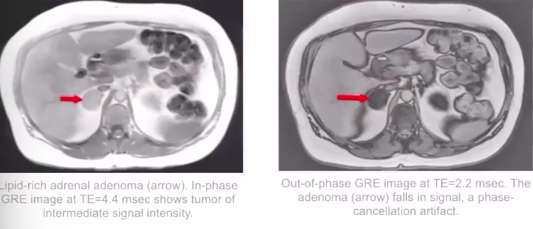 Lipid-rich adrenal adenoma (arrow). In-phase
GRE image at TE=4.4 msec shows tumor of
intermediate signal intensity.
Out-of-phase GRE image at TE=2.2 msec. The
adenoma (arrow) falls in signal, a phase-
cancellation artifact.